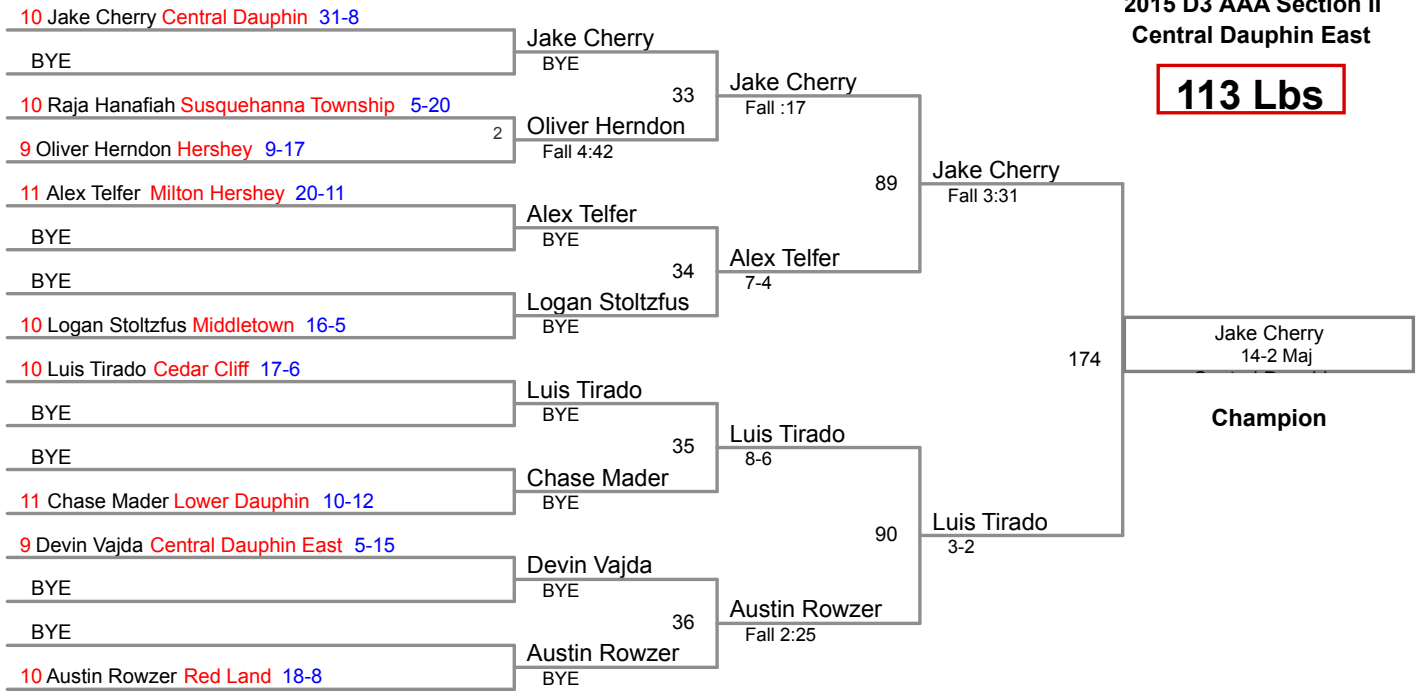 2015 D3 AAA Section II
Central Dauphin East
113 Lbs
10 Jake Cherry Central Dauphin 31-8
BYE
10 Raja Hanafiah Susquehanna Township 5-20
9 Oliver Herndon Hershey 9-17
11 Alex Telfer Milton Hershey 20-11
BYE
BYE
10 Logan Stoltzfus Middletown 16-5
10 Luis Tirado Cedar Cliff 17-6
BYE
BYE
11 Chase Mader Lower Dauphin 10-12
9 Devin Vajda Central Dauphin East 5-15
BYE
BYE
10 Austin Rowzer Red Land 18-8
Jake Cherry
BYE
2
Oliver Herndon
Fall 4:42
Alex Telfer
BYE
Logan Stoltzfus
BYE
Luis Tirado
BYE
Chase Mader
BYE
Devin Vajda
BYE
Austin Rowzer
BYE
33
Jake Cherry
Fall :17
34
Alex Telfer
7-4
35
Luis Tirado
8-6
36
Austin Rowzer
Fall 2:25
89
Jake Cherry
Fall 3:31
90
Luis Tirado
3-2
174
Jake Cherry
14-2 Maj
Champion